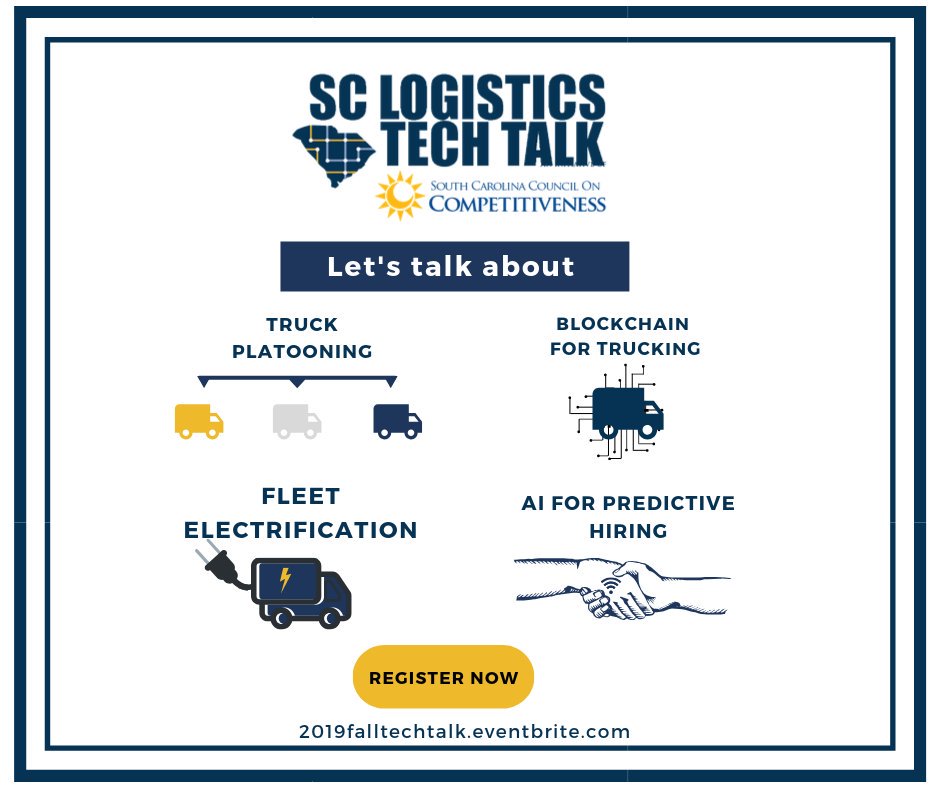 SC LOGISTICS
TECH TALK
SOUTH CAROLINA COUNCIL ON
COMPETITIVENESS
Let's talk about
TRUCK
PLATOONING
BLOCKCHAIN
FOR TRUCKING
FLEET
ELECTRIFICATION
AI FOR PREDICTIVE
HIRING
REGISTER NOW
2019falltechtalk.eventbrite.com